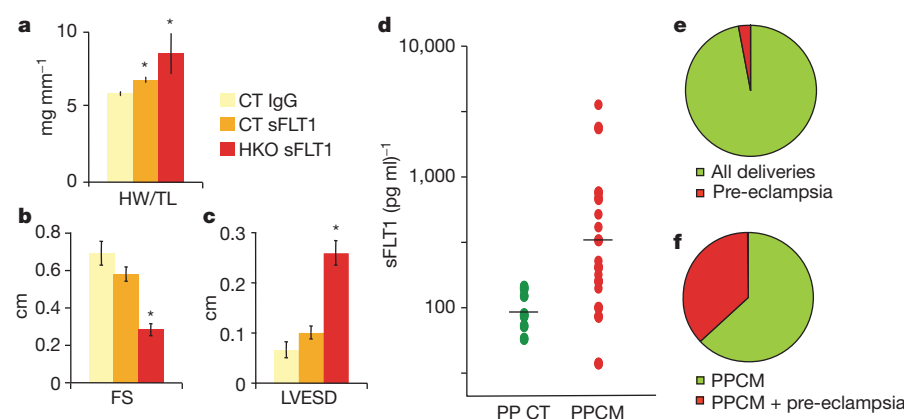 a
mg mm⁻¹
10
5
0
*
*
HW/TL
CT IgG
CT sFLT1
HKO sFLT1
b
cm
0.8
0.6
0.4
0.2
0
*
FS
c
cm
0.3
0.2
0.1
0
*
LVESD
d
sFLT1 (pg ml)⁻¹
10,000
1,000
100
PP CT
PPCM
e
All deliveries
Pre-eclampsia
f
PPCM
PPCM + pre-eclampsia